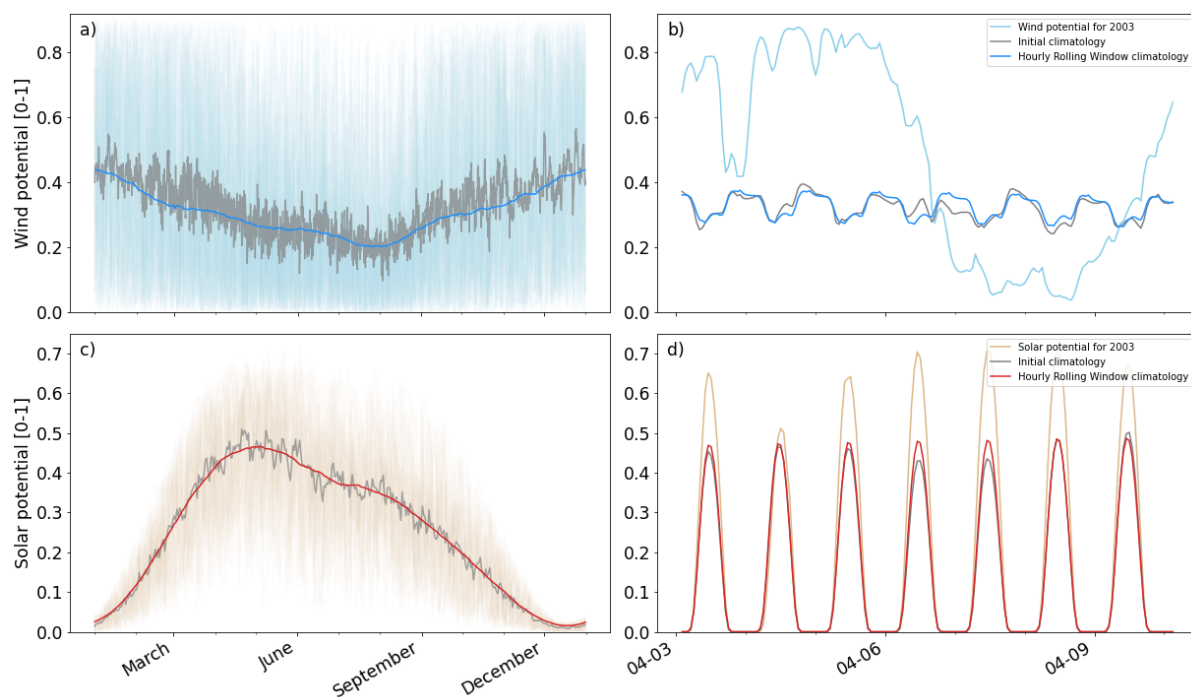 a)
Wind potential [0-1]
0.8
0.6
0.4
0.2
0.0
b)
Wind potential for 2003
Initial climatology
Hourly Rolling Window climatology
0.8
0.6
0.4
0.2
0.0
c)
Solar potential [0-1]
0.7
0.6
0.5
0.4
0.3
0.2
0.1
0.0
March
June
September
December
d)
Solar potential for 2003
Initial climatology
Hourly Rolling Window climatology
0.7
0.6
0.5
0.4
0.3
0.2
0.1
0.0
04-03
04-06
04-09